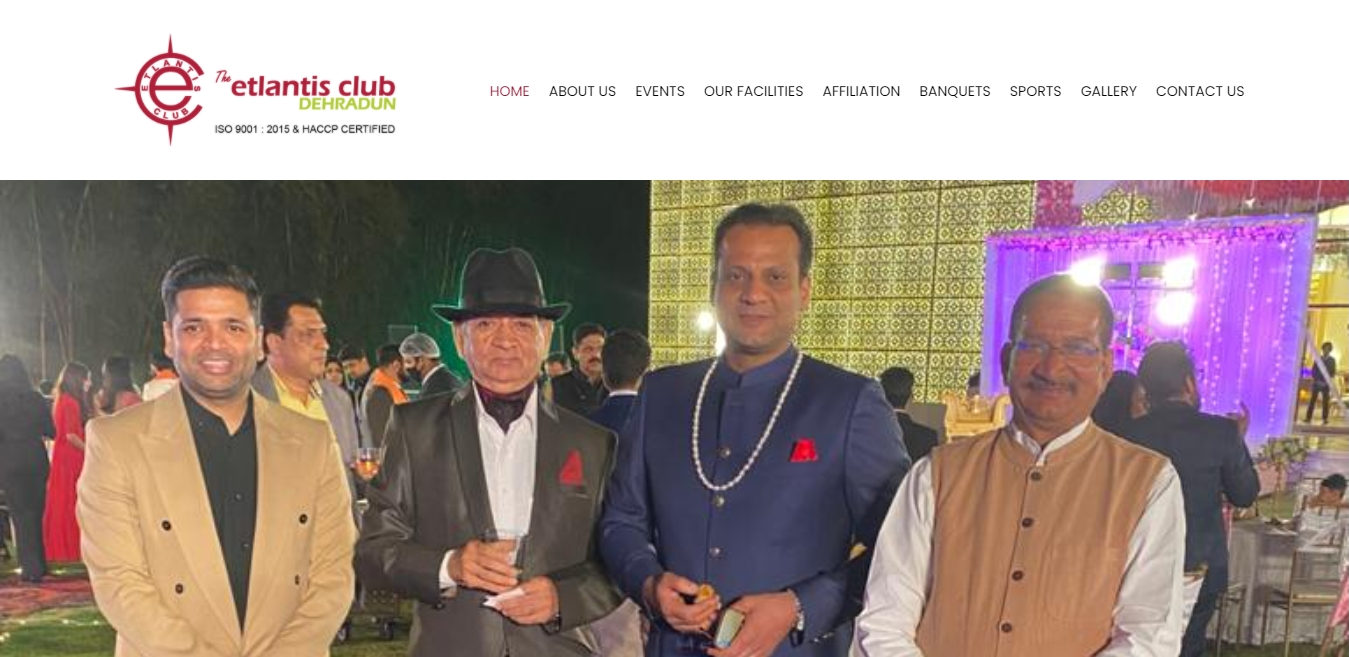 ETLANTIS
CLUB
The etlantis club
DEHRADUN
ISO 9001 : 2015 & HACCP CERTIFIED
HOME ABOUT US EVENTS OUR FACILITIES AFFILIATION BANQUETS SPORTS GALLERY CONTACT US